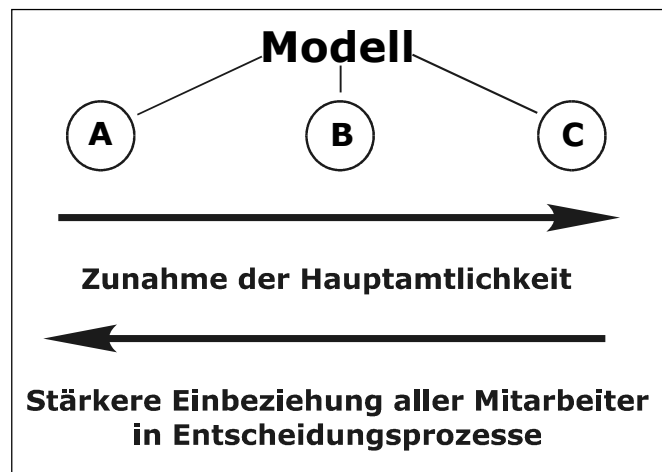 Modell
A B C
Zunahme der Hauptamtlichkeit
Stärkere Einbeziehung aller Mitarbeiter
in Entscheidungsprozesse